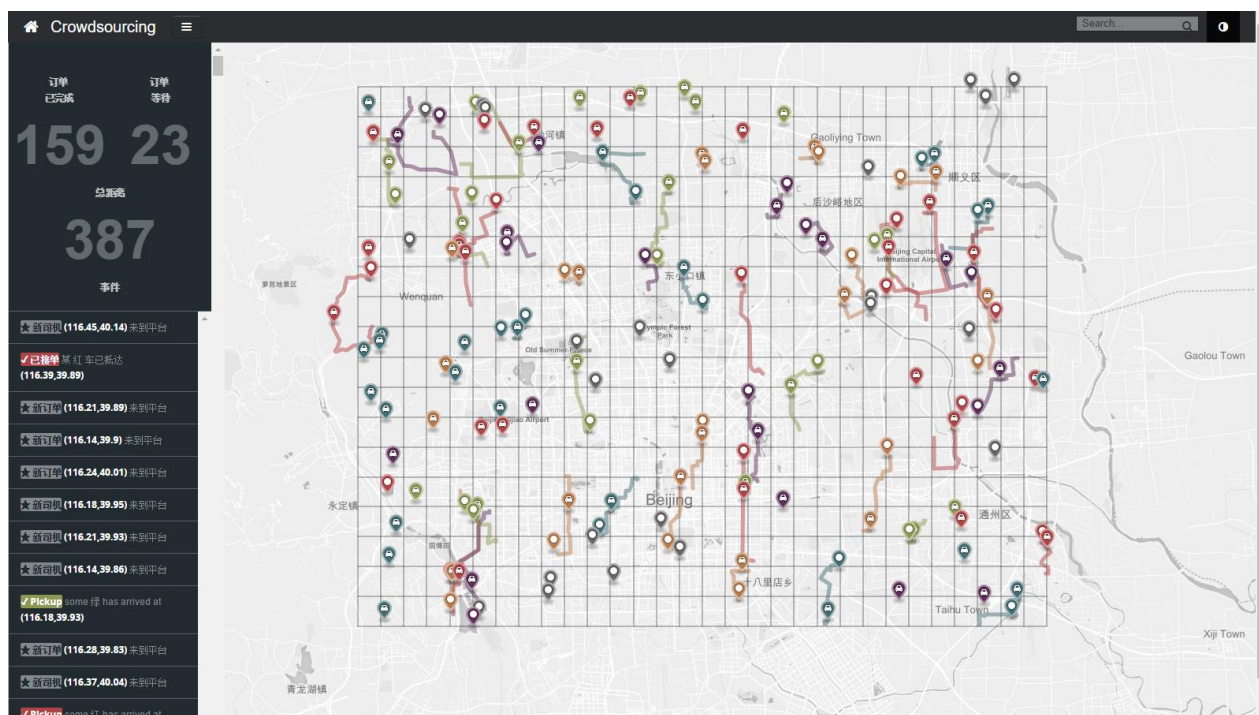 Crowdsourcing
Search...
订单
已完成
订单
等待
159
23
总距离
387
事件
新司机 (116.45,40.14) 来到平台
已接单 某 红 车已抵达
(116.39,39.89)
新订单 (116.21,39.89) 来到平台
新订单 (116.14,39.9) 来到平台
新订单 (116.24,40.01) 来到平台
新司机 (116.18,39.95) 来到平台
新司机 (116.21,39.93) 来到平台
新司机 (116.14,39.86) 来到平台
Pickup some 绿 has arrived at
(116.18,39.93)
新订单 (116.28,39.83) 来到平台
新司机 (116.37,40.04) 来到平台
Pickup some 红 has arrived at
河镇
Gaoliying Town
顺义区
后沙峪地区
Beijing Capital
International Airport
东小口镇
Wenquan
Olympic Forest
Park
Old Summer Palace
Gaolou Town
永定镇
Beijing
通州区
十八里店乡
Taihu Town
Xiji Town
青龙湖镇